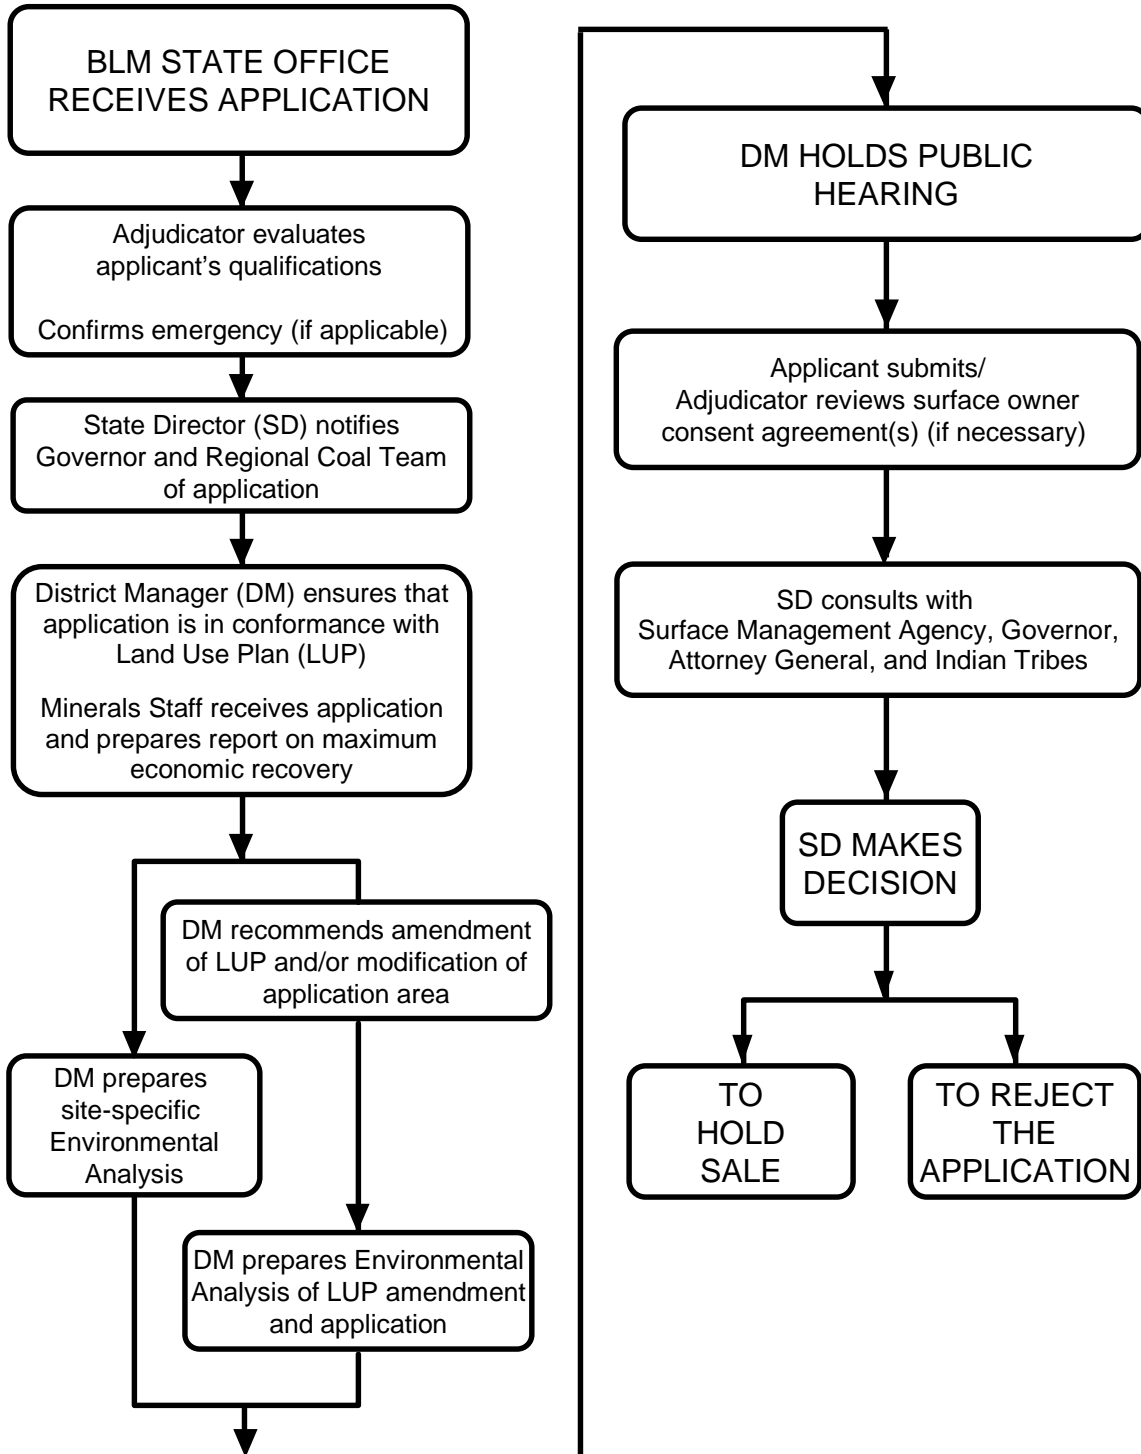 BLM STATE OFFICE
RECEIVES APPLICATION
Adjudicator evaluates
applicant’s qualifications
Confirms emergency (if applicable)
State Director (SD) notifies
Governor and Regional Coal Team
of application
District Manager (DM) ensures that
application is in conformance with
Land Use Plan (LUP)
Minerals Staff receives application
and prepares report on maximum
economic recovery
DM recommends amendment
of LUP and/or modification of
application area
DM prepares
site-specific
Environmental
Analysis
DM prepares Environmental
Analysis of LUP amendment
and application
DM HOLDS PUBLIC
HEARING
Applicant submits/
Adjudicator reviews surface owner
consent agreement(s) (if necessary)
SD consults with
Surface Management Agency, Governor,
Attorney General, and Indian Tribes
SD MAKES
DECISION
TO
HOLD
SALE
TO REJECT
THE
APPLICATION